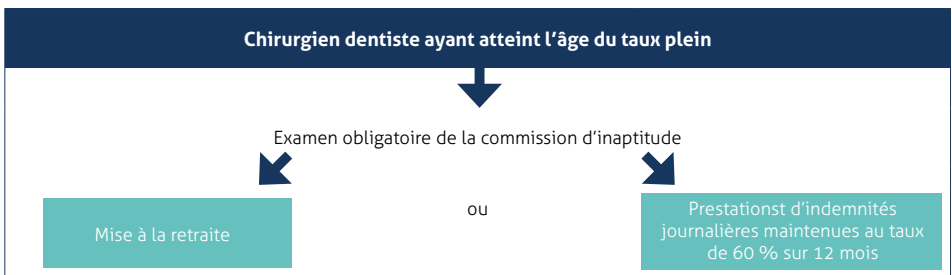 Chirurgien dentiste ayant atteint l’âge du taux plein
Examen obligatoire de la commission d’inaptitude
Mise à la retraite
ou
Prestationst d’indemnités
journalières maintenues au taux
de 60 % sur 12 mois